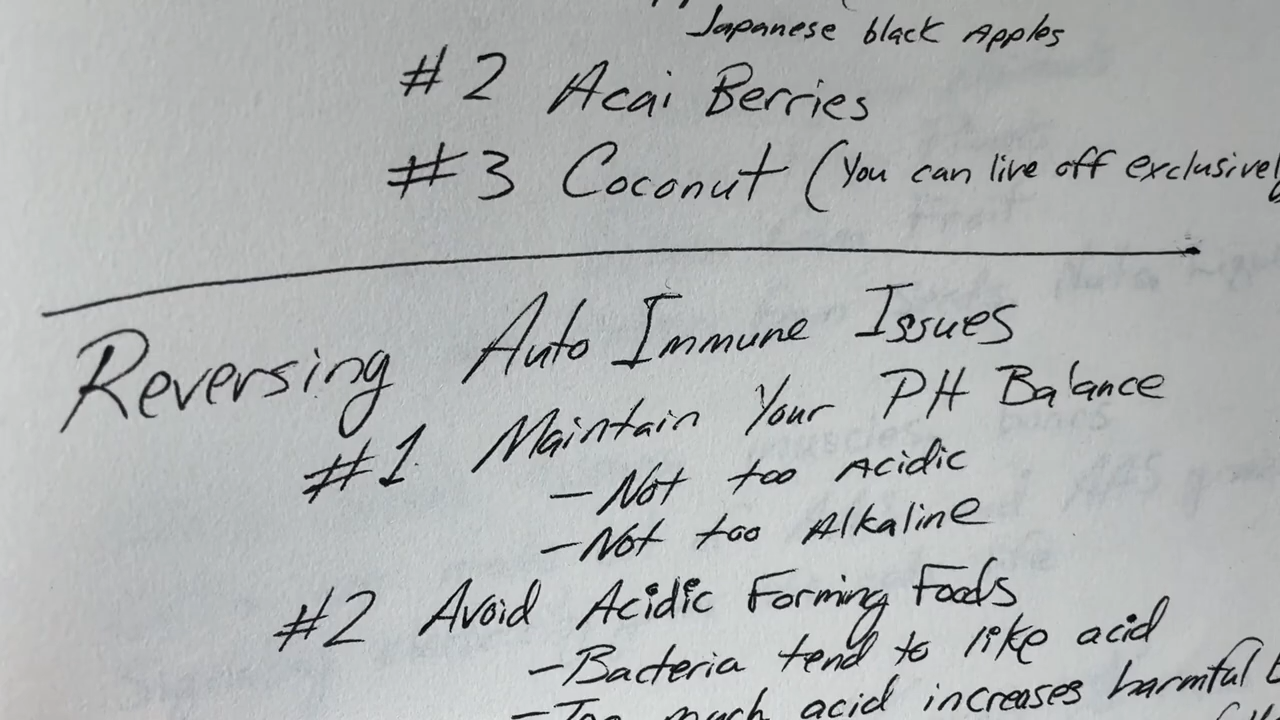 Japanese black Apples
#2 Acai Berries
#3 Coconut (You can live off exclusively
Reversing Auto Immune Issues
#1 Maintain Your PH Balance
- Not too Acidic
- Not too Alkaline
#2 Avoid Acidic Forming Foods
- Bacteria tend to like acid
- Too much acid increases harmful